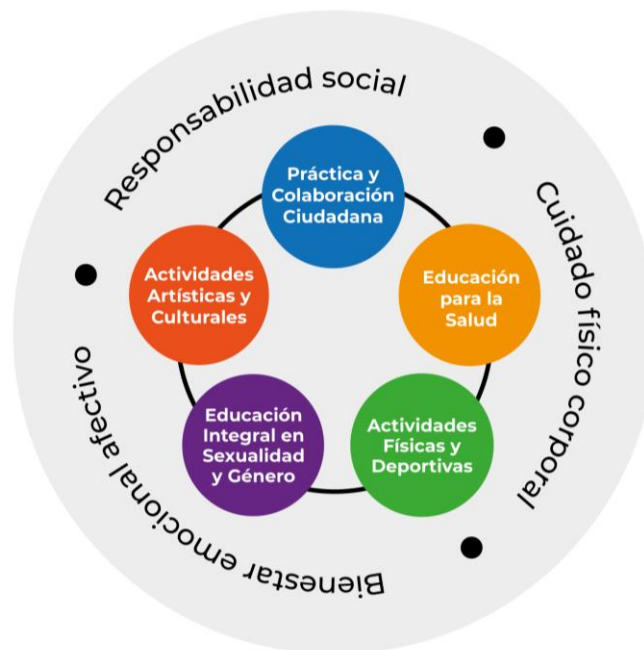 Responsabilidad social
Cuidado físico corporal
Bienestar emocional afectivo
Práctica y
Colaboración
Ciudadana
Educación
para la
Salud
Actividades
Físicas y
Deportivas
Educación
Integral en
Sexualidad
y Género
Actividades
Artísticas y
Culturales